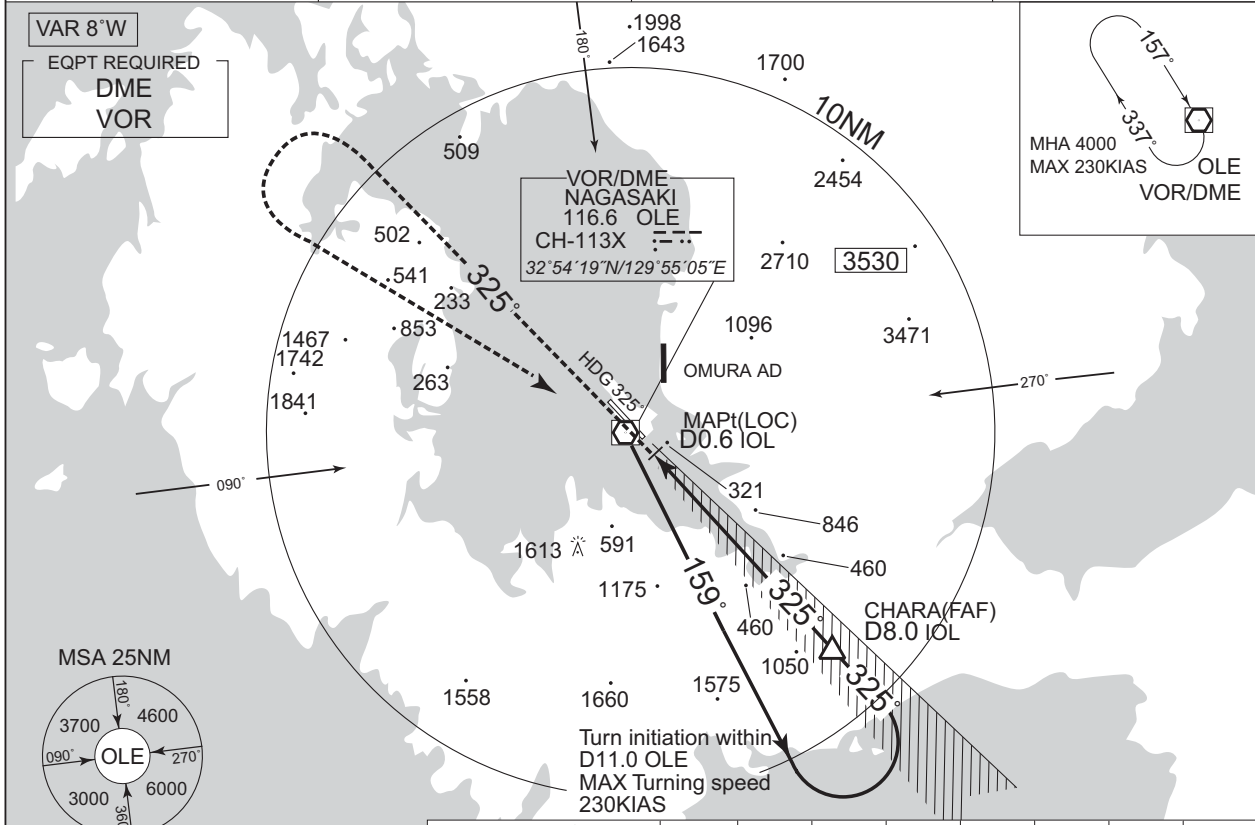 VAR 8°W
EQPT REQUIRED
DME
VOR
180°
1998
1643
1700
10NM
509
2454
157°
337°
MHA 4000
MAX 230KIAS
OLE
VOR/DME
VOR/DME
NAGASAKI
116.6 OLE
CH-113X
32°54´19˝N/129°55´05˝E
502
541
233
325°
2710
3530
1096
3471
853
1467
1742
1841
263
HDG 325°
OMURA AD
270°
MAPt(LOC)
D0.6 IOL
090°
321
846
460
1613
591
1175
159°
325°
460
CHARA(FAF)
D8.0 IOL
1050
325°
1558
1660
1575
Turn initiation within
D11.0 OLE
MAX Turning speed
230KIAS
MSA 25NM
180°
3700
4600
090°
OLE
270°
3000
6000